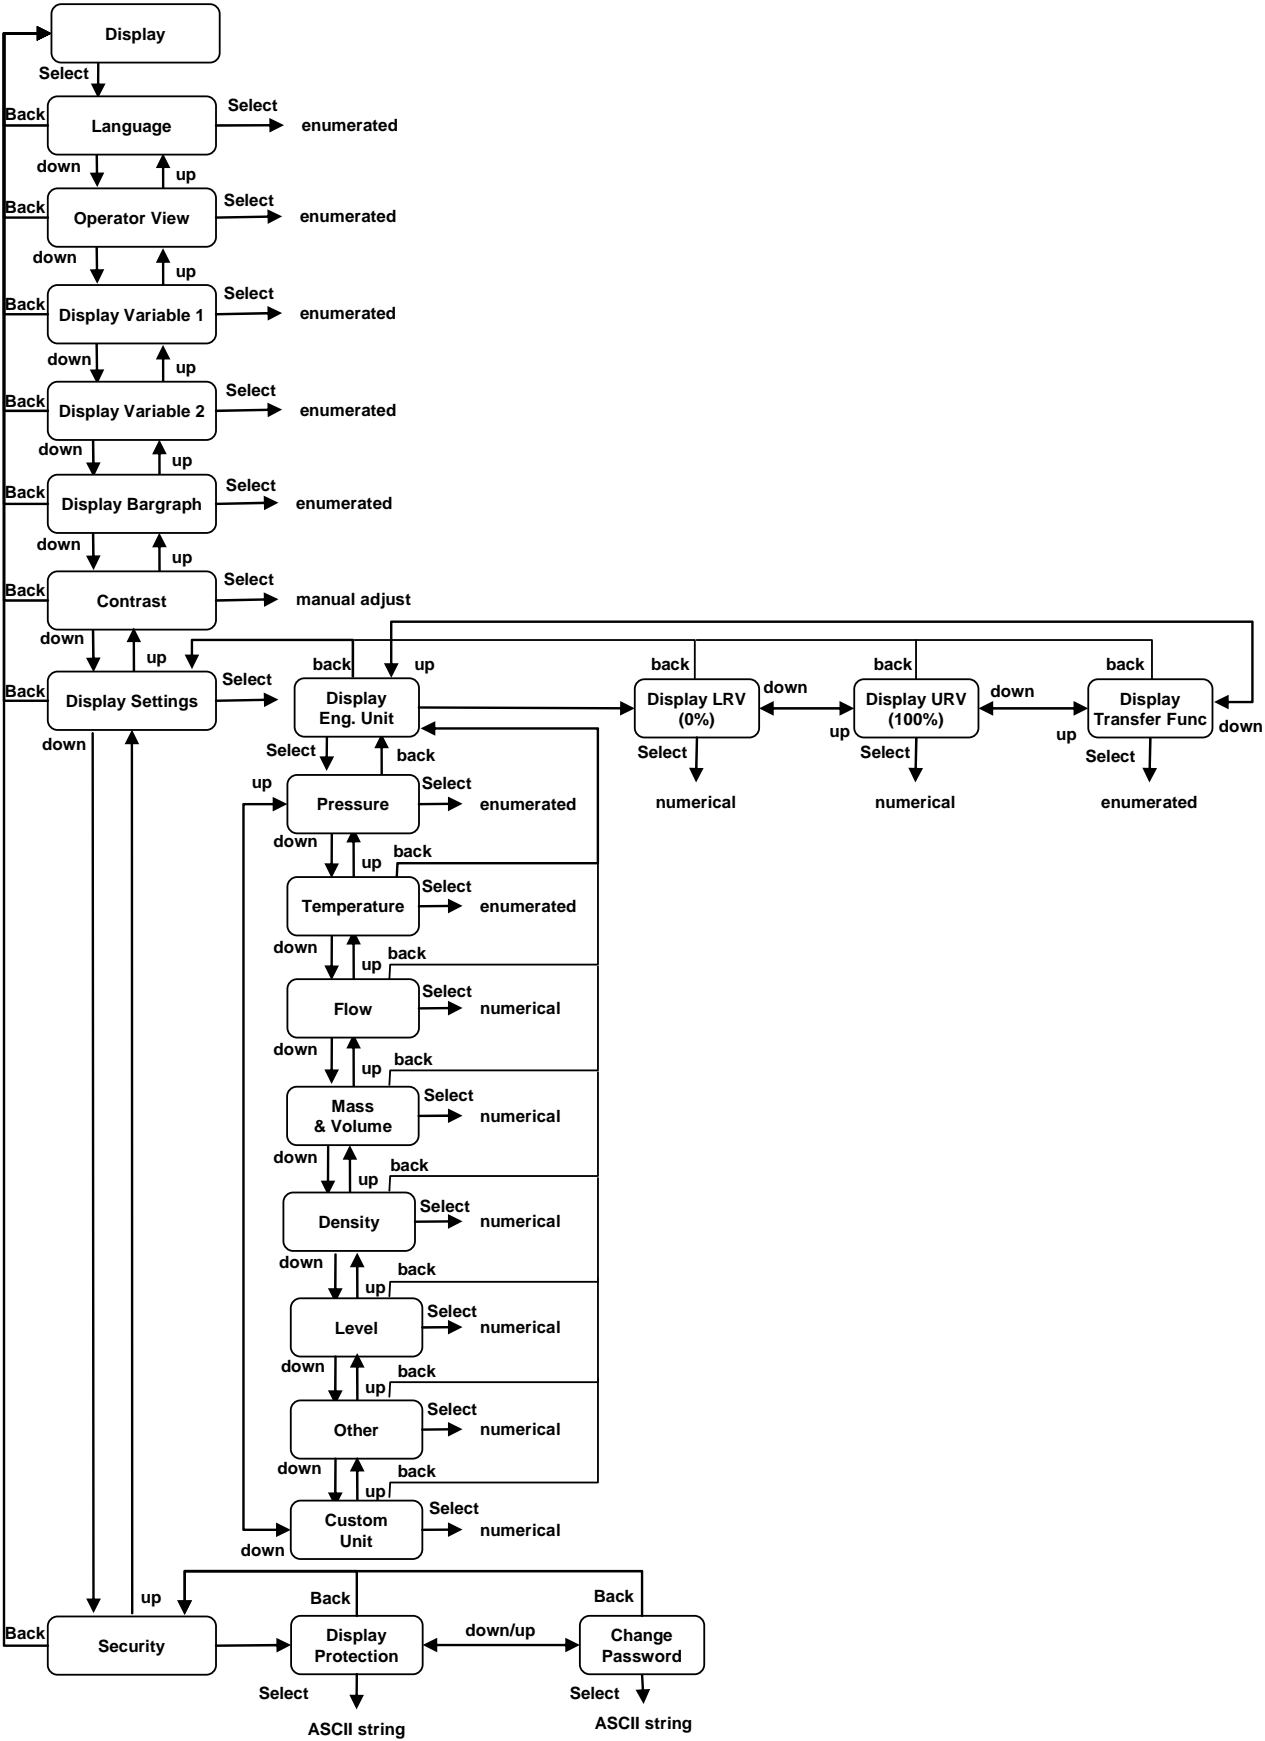 Display
Select
Back
Language
Select
enumerated
down
up
Back
Operator View
Select
enumerated
down
up
Back
Display Variable 1
Select
enumerated
down
up
Back
Display Variable 2
Select
enumerated
down
up
Back
Display Bargraph
Select
enumerated
down
up
Back
Contrast
Select
manual adjust
down
up
Back
Display Settings
Select
down
back
up
Display
Eng. Unit
back
Display LRV
(0%)
down
up
back
Display URV
(100%)
down
up
back
Display
Transfer Func
down
Select
numerical
Select
numerical
Select
enumerated
Select
back
up
Pressure
Select
enumerated
down
up
back
Temperature
Select
enumerated
down
up
back
Flow
Select
numerical
down
up
back
Mass
& Volume
Select
numerical
down
up
back
Density
Select
numerical
down
up
back
Level
Select
numerical
down
up
back
Other
Select
numerical
down
up
back
Custom
Unit
Select
numerical
down
up
Back
Security
Back
Display
Protection
down/up
Back
Change
Password
Select
ASCII string
Select
ASCII string